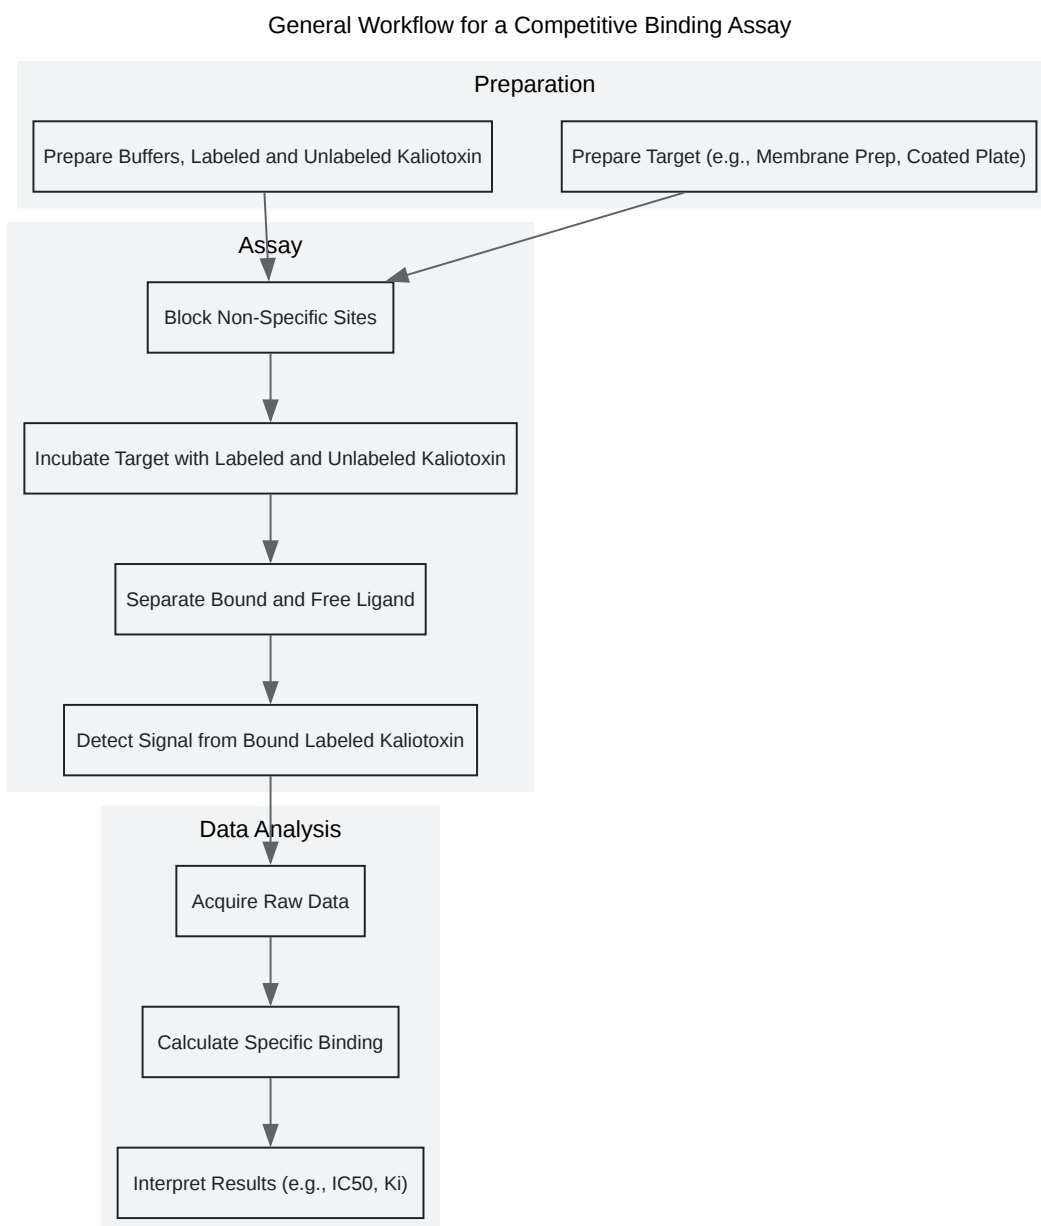 General Workflow for a Competitive Binding Assay
Preparation
Prepare Buffers, Labeled and Unlabeled Kaliotoxin
Prepare Target (e.g., Membrane Prep, Coated Plate)
Assay
Block Non-Specific Sites
Incubate Target with Labeled and Unlabeled Kaliotoxin
Separate Bound and Free Ligand
Detect Signal from Bound Labeled Kaliotoxin
Data Analysis
Acquire Raw Data
Calculate Specific Binding
Interpret Results (e.g., IC50, Ki)